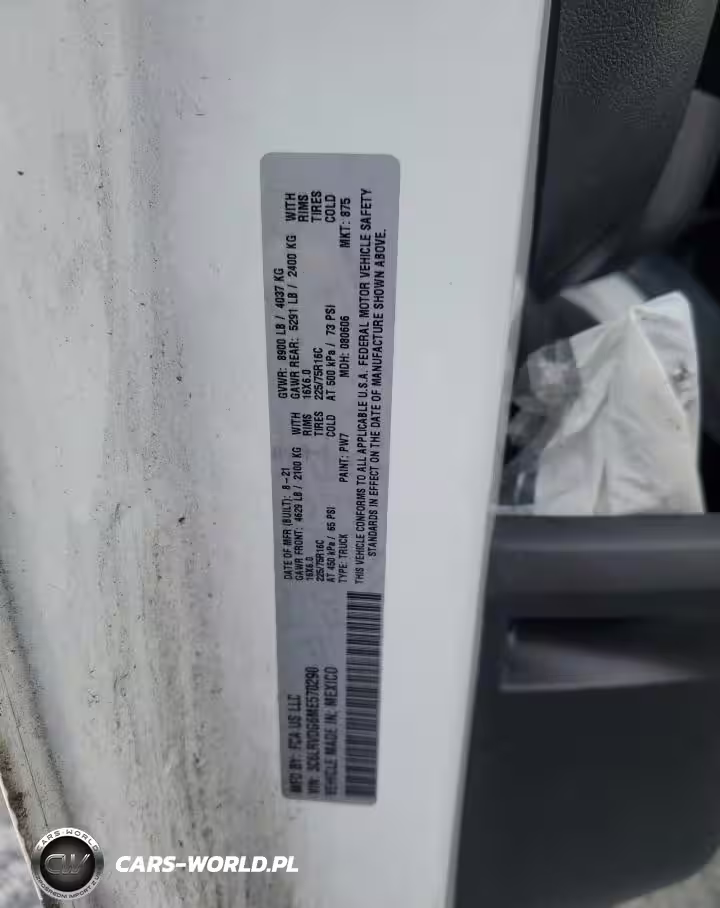 MFD BY: FCA US LLC
VIN: 3C6LRVDG6ME570290
VEHICLE MADE IN: MEXICO
DATE OF MFR (BUILT): 8-21
GAWR FRONT: 4629 LB / 2100 KG WITH
16X6.0 RIMS
225/75R16C TIRES
AT 450 kPa / 65 PSI COLD
TYPE: TRUCK PAINT: PW7
GVWR: 8900 LB / 4037 KG
GAWR REAR: 5291 LB / 2400 KG WITH
16X6.0 RIMS
225/75R16C TIRES
AT 500 kPa / 73 PSI COLD
MDH: 080606 MKT: 875
THIS VEHICLE CONFORMS TO ALL APPLICABLE U.S.A. FEDERAL MOTOR VEHICLE SAFETY
STANDARDS IN EFFECT ON THE DATE OF MANUFACTURE SHOWN ABOVE.
CARS-WORLD
CW
CARS-WORLD.PL